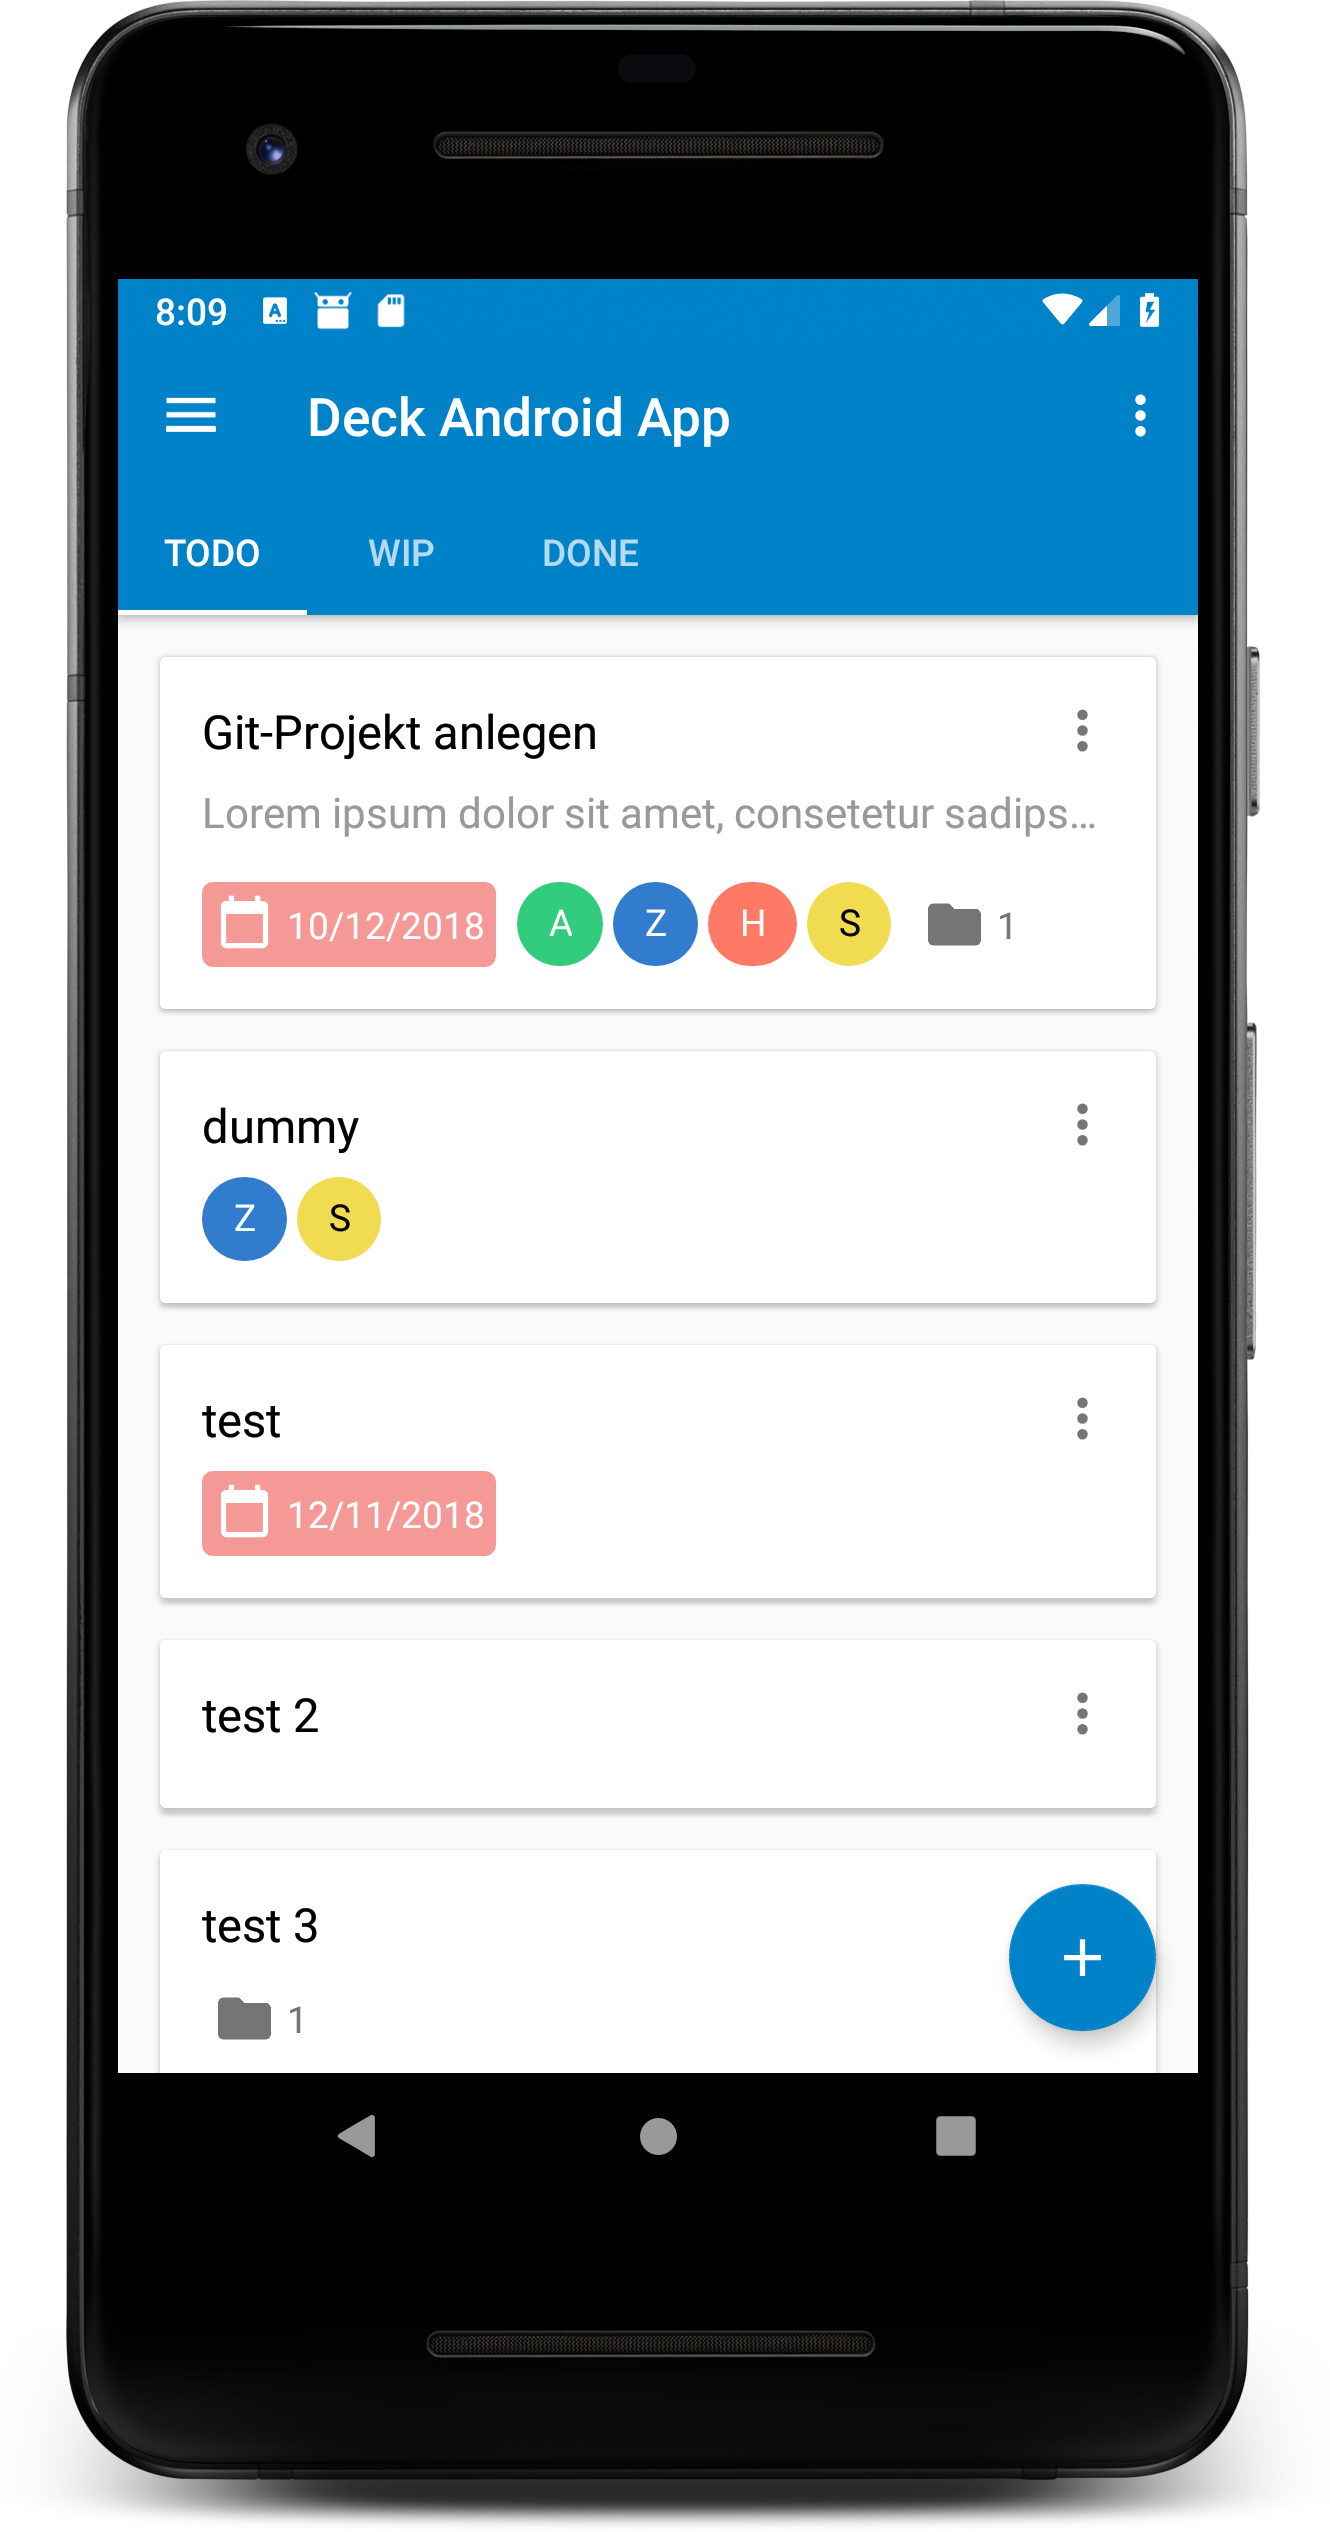 8:09
Deck Android App
TODO WIP DONE
Git-Projekt anlegen
Lorem ipsum dolor sit amet, consetetur sadips...
10/12/2018 A Z H S 1
dummy
Z S
test
12/11/2018
test 2
test 3
1